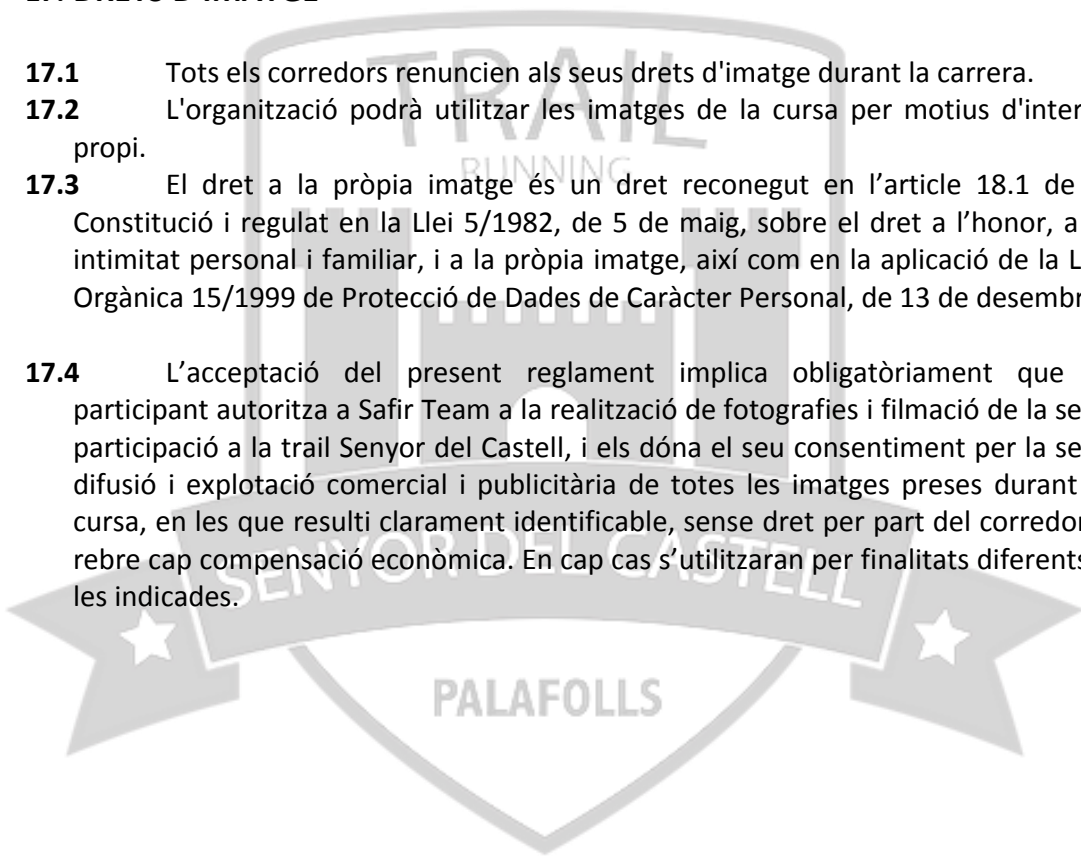 17.1 Tots els corredors renuncien als seus drets d'imatge durant la carrera.
17.2 L'organització podrà utilitzar les imatges de la cursa per motius d'inter
propi.
17.3 El dret a la pròpia imatge és un dret reconegut en l’article 18.1 de
Constitució i regulat en la Llei 5/1982, de 5 de maig, sobre el dret a l’honor, a
intimitat personal i familiar, i a la pròpia imatge, així com en la aplicació de la L
Orgànica 15/1999 de Protecció de Dades de Caràcter Personal, de 13 de desembr
17.4 L’acceptació del present reglament implica obligatòriament que
participant autoritza a Safir Team a la realització de fotografies i filmació de la se
participació a la trail Senyor del Castell, i els dóna el seu consentiment per la se
difusió i explotació comercial i publicitària de totes les imatges preses durant
cursa, en les que resulti clarament identificable, sense dret per part del corredor
rebre cap compensació econòmica. En cap cas s’utilitzaran per finalitats diferents
les indicades.
TRAIL
RUNNING
SENYOR DEL CASTELL
PALAFOLLS